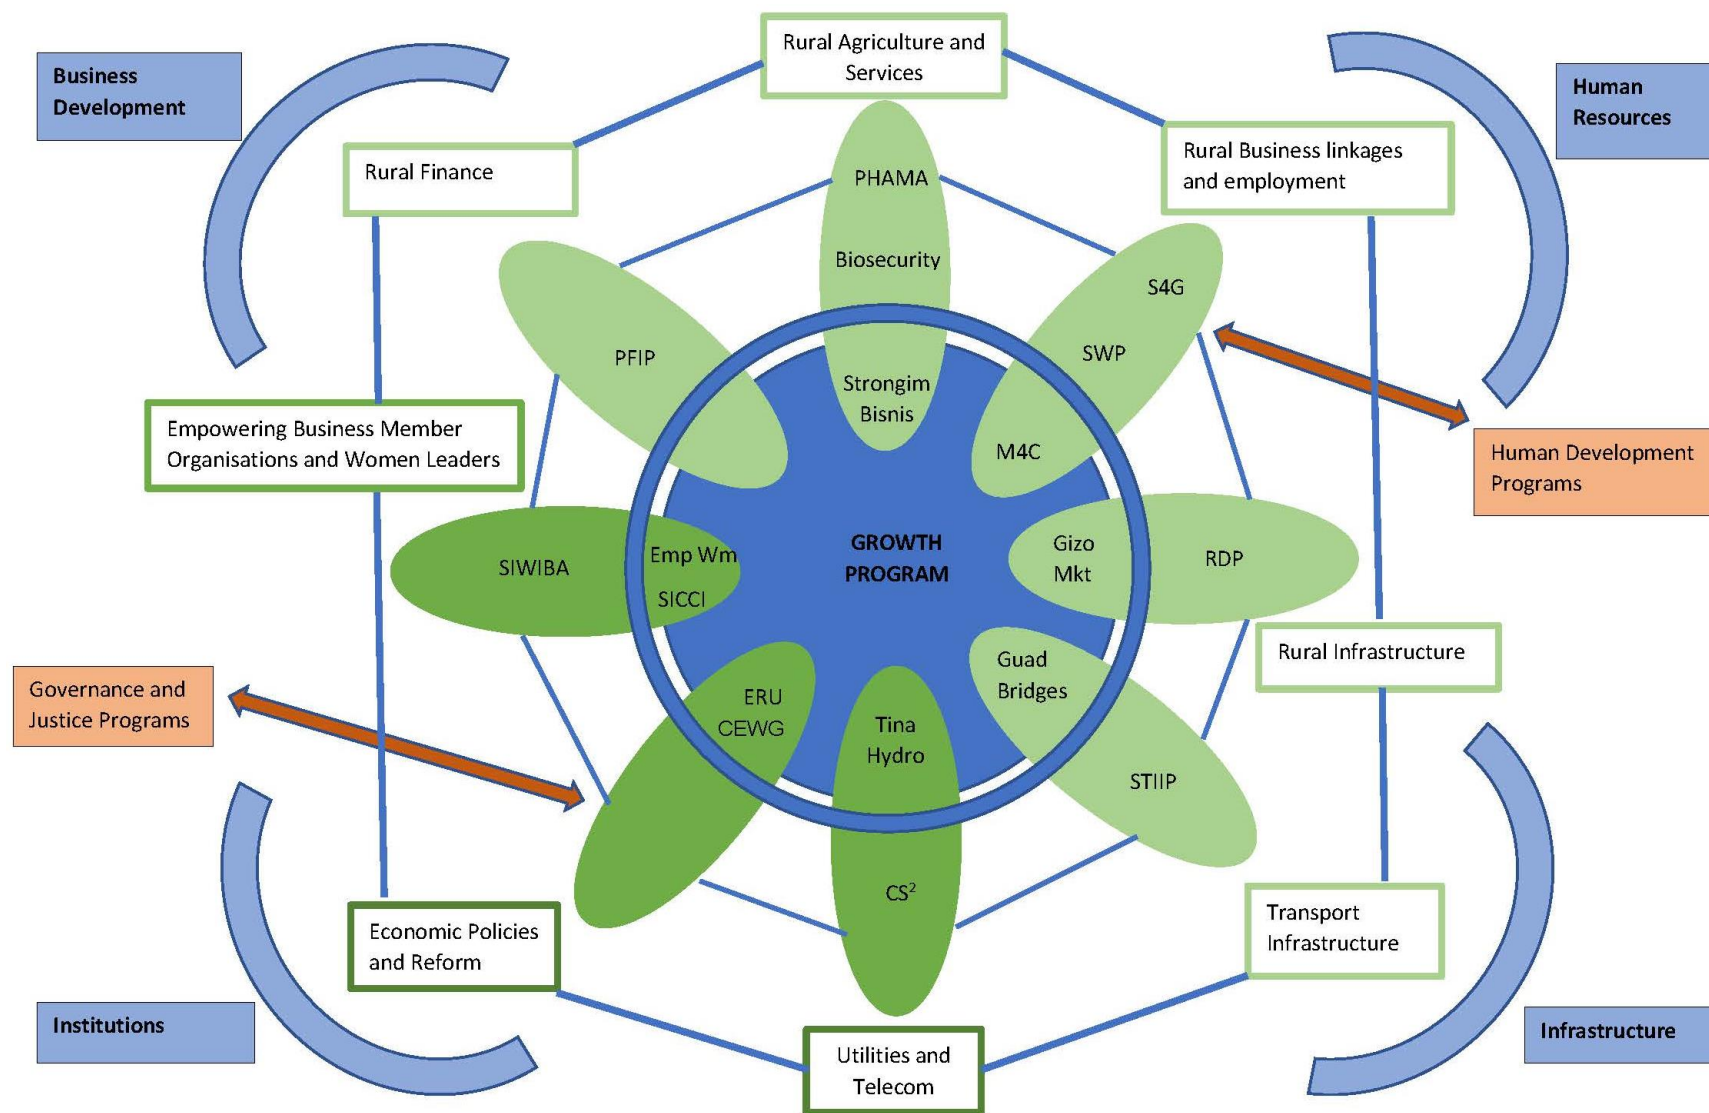 Rural Agriculture and
Services
Business
Development
Human
Resources
Rural Finance
Rural Business linkages
and employment
PHAMA
Biosecurity
Strongim
Bisnis
S4G
SWP
M4C
PFIP
Empowering Business Member
Organisations and Women Leaders
Human Development
Programs
SIWIBA
Emp Wm
SICCI
GROWTH
PROGRAM
Gizo
Mkt
RDP
Rural Infrastructure
Governance and
Justice Programs
ERU
CEWG
Tina
Hydro
Guad
Bridges
STIIP
CS²
Economic Policies
and Reform
Transport
Infrastructure
Institutions
Utilities and
Telecom
Infrastructure